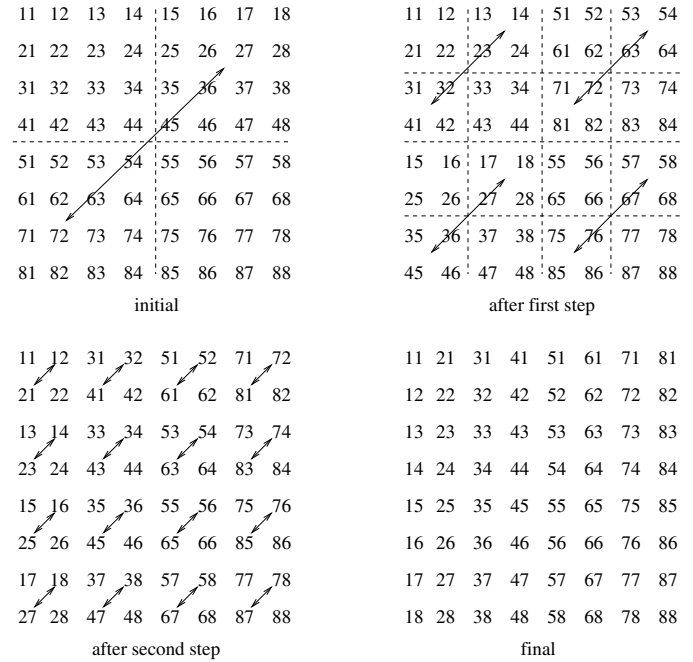 11 12 13 14 15 16 17 18
21 22 23 24 25 26 27 28
31 32 33 34 35 36 37 38
41 42 43 44 45 46 47 48
51 52 53 54 55 56 57 58
61 62 63 64 65 66 67 68
71 72 73 74 75 76 77 78
81 82 83 84 85 86 87 88
initial
11 12 13 14 51 52 53 54
21 22 23 24 61 62 63 64
31 32 33 34 71 72 73 74
41 42 43 44 81 82 83 84
15 16 17 18 55 56 57 58
25 26 27 28 65 66 67 68
35 36 37 38 75 76 77 78
45 46 47 48 85 86 87 88
after first step
11 12 31 32 51 52 71 72
21 22 41 42 61 62 81 82
13 14 33 34 53 54 73 74
23 24 43 44 63 64 83 84
15 16 35 36 55 56 75 76
25 26 45 46 65 66 85 86
17 18 37 38 57 58 77 78
27 28 47 48 67 68 87 88
after second step
11 21 31 41 51 61 71 81
12 22 32 42 52 62 72 82
13 23 33 43 53 63 73 83
14 24 34 44 54 64 74 84
15 25 35 45 55 65 75 85
16 26 36 46 56 66 76 86
17 27 37 47 57 67 77 87
18 28 38 48 58 68 78 88
final